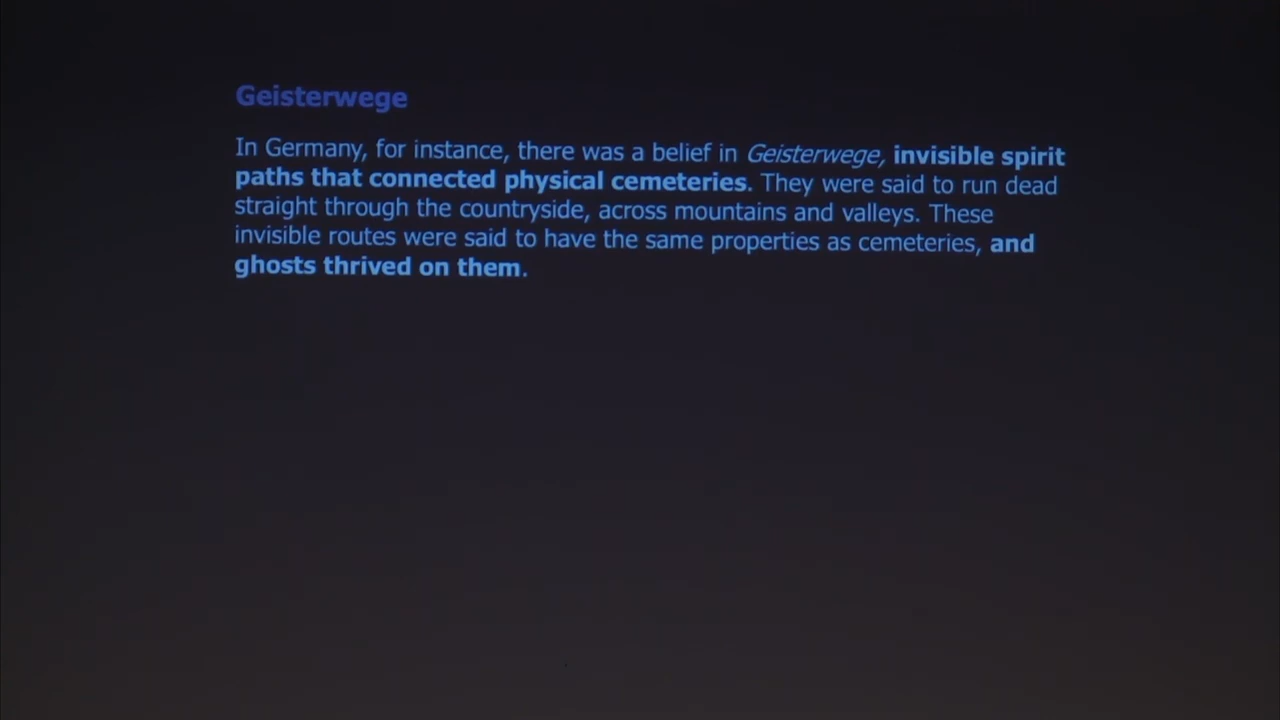 Geisterwege
In Germany, for instance, there was a belief in Geisterwege, invisible spirit
paths that connected physical cemeteries. They were said to run dead
straight through the countryside, across mountains and valleys. These
invisible routes were said to have the same properties as cemeteries, and
ghosts thrived on them.